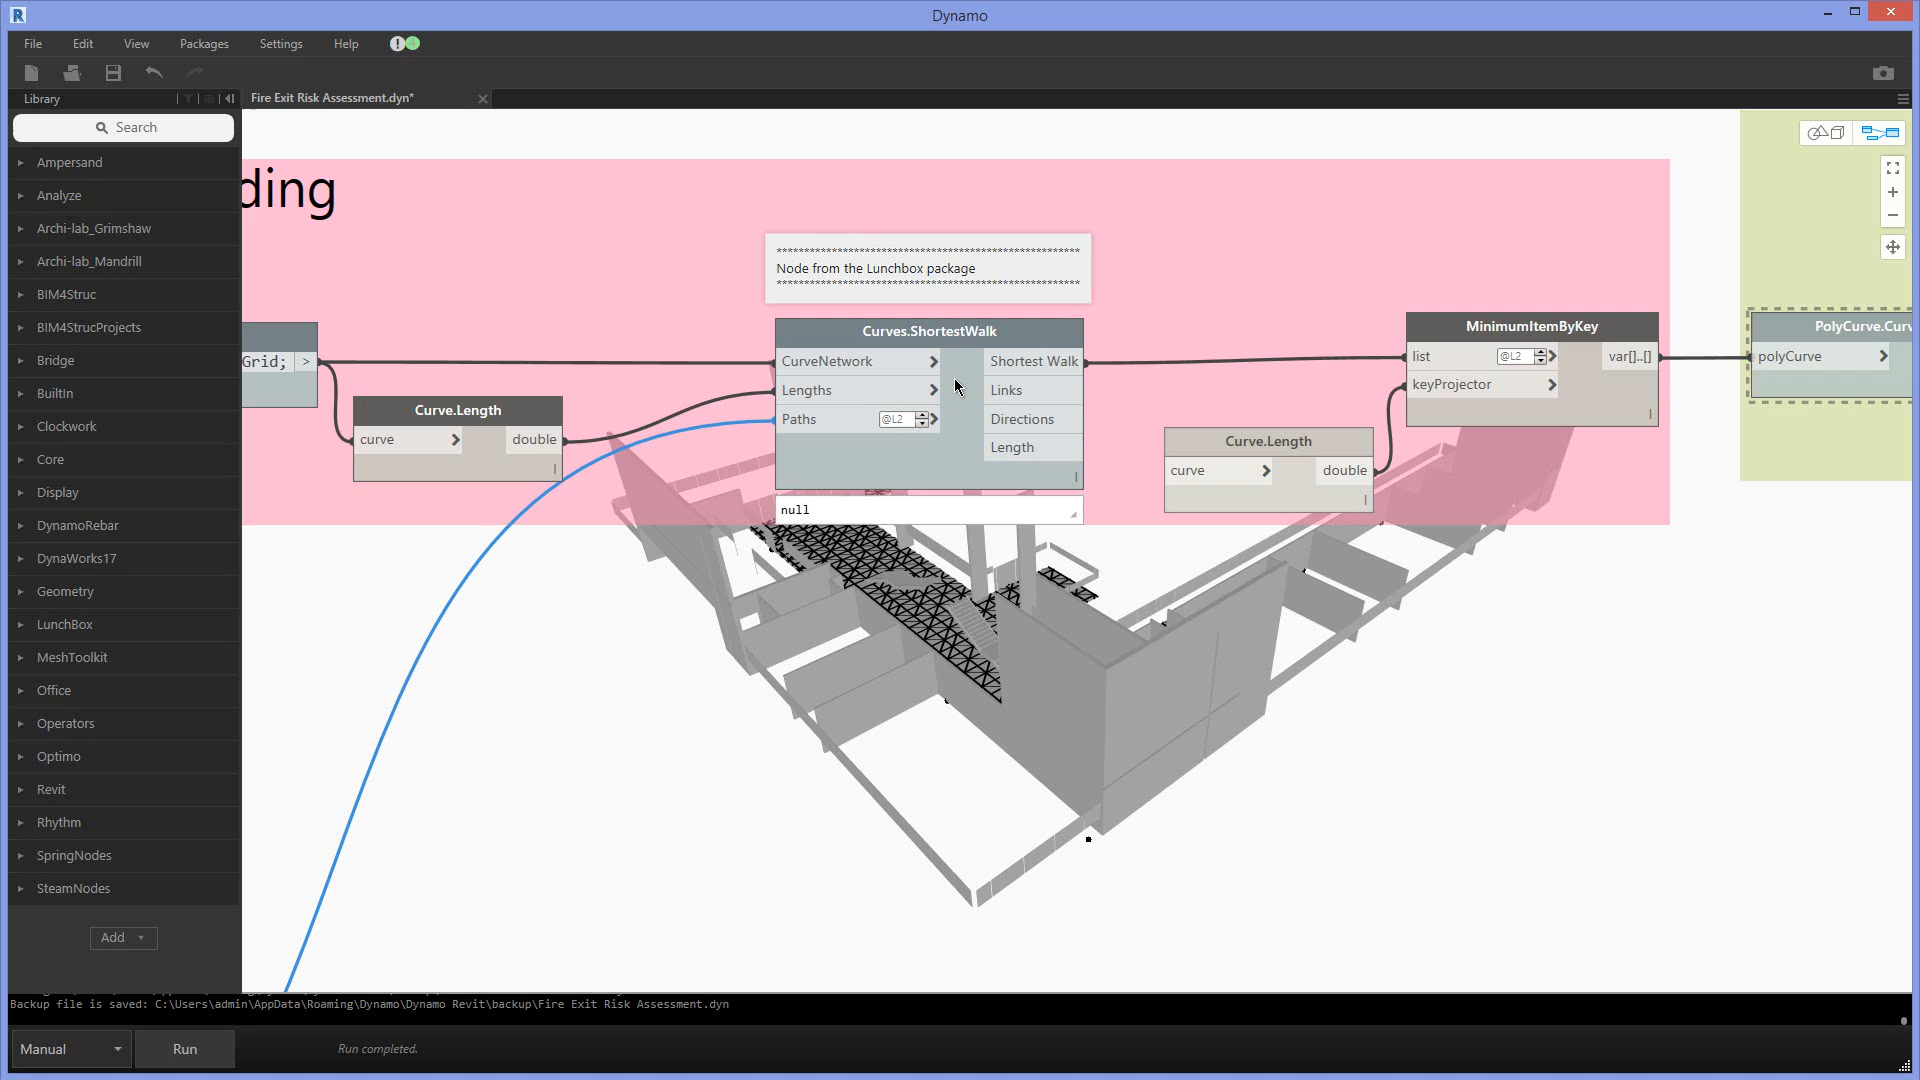 Dynamo
File Edit View Packages Settings Help
Library
Fire Exit Risk Assessment.dyn*
Search
Ampersand
Analyze
Archi-lab_Grimshaw
Archi-lab_Mandrill
BIM4Struc
BIM4StrucProjects
Bridge
BuiltIn
Clockwork
Core
Display
DynamoRebar
DynaWorks17
Geometry
LunchBox
MeshToolkit
Office
Operators
Optimo
Revit
Rhythm
SpringNodes
SteamNodes
Add
ding
****************************************************
Node from the Lunchbox package
****************************************************
Grid; >
Curve.Length
curve double
Curves.ShortestWalk
CurveNetwork Shortest Walk
Lengths Links
Paths @L2 Directions
Length
null
Curve.Length
curve double
MinimumItemByKey
list @L2 var[]..[]
keyProjector
PolyCurve.Curv
polyCurve
Backup file is saved: C:\Users\admin\AppData\Roaming\Dynamo\Dynamo Revit\backup\Fire Exit Risk Assessment.dyn
Manual Run Run completed.